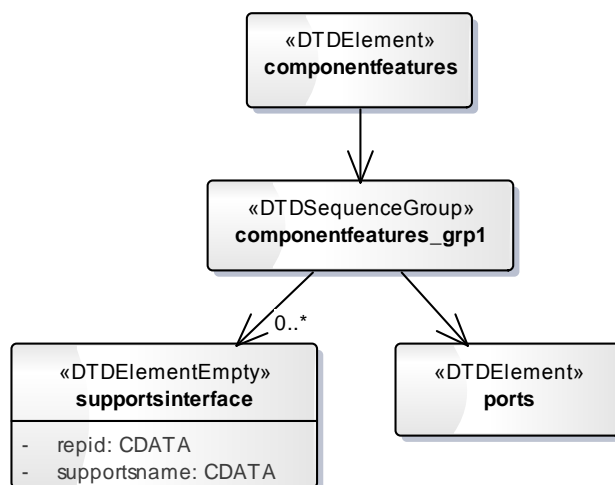 «DTDElement»
componentfeatures
«DTDSequenceGroup»
componentfeatures_grp1
0..*
«DTDElementEmpty»
supportsinterface
- repid: CDATA
- supportsname: CDATA
«DTDElement»
ports